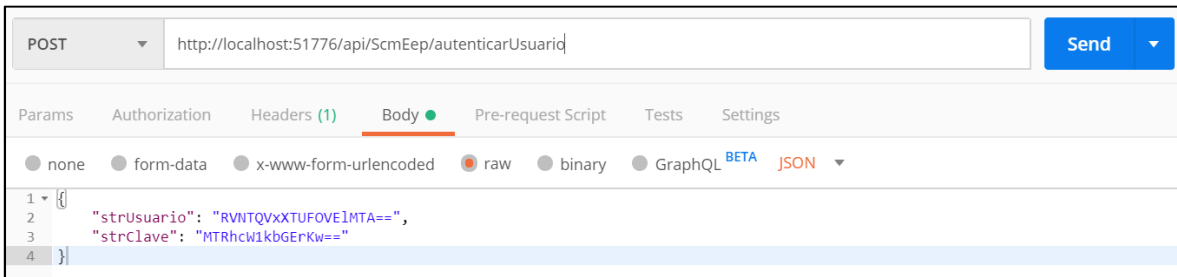 POST http://localhost:51776/api/ScmEep/autenticarUsuario Send
Params Authorization Headers (1) Body Pre-request Script Tests Settings
none form-data x-www-form-urlencoded raw binary GraphQL BETA JSON
1 {
2 "strUsuario": "RVNTQVxXTUFOVElMTA==",
3 "strClave": "MTRhcW1kbGErKw=="
4 }